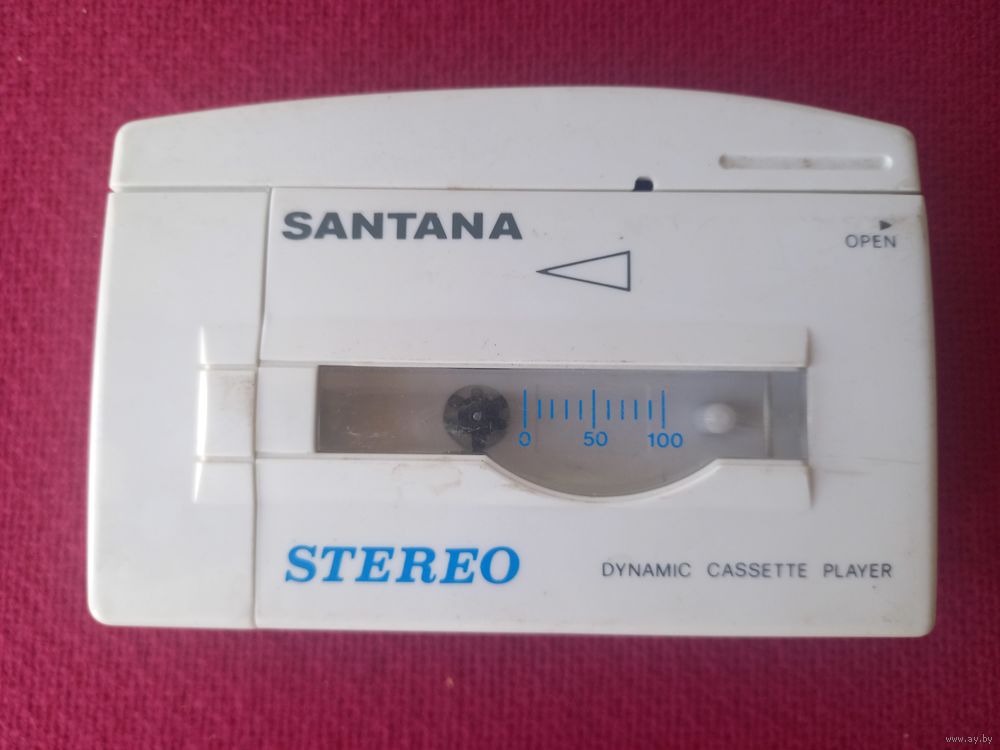 SANTANA
OPEN
0 50 100
STEREO
DYNAMIC CASSETTE PLAYER
www.ay.by